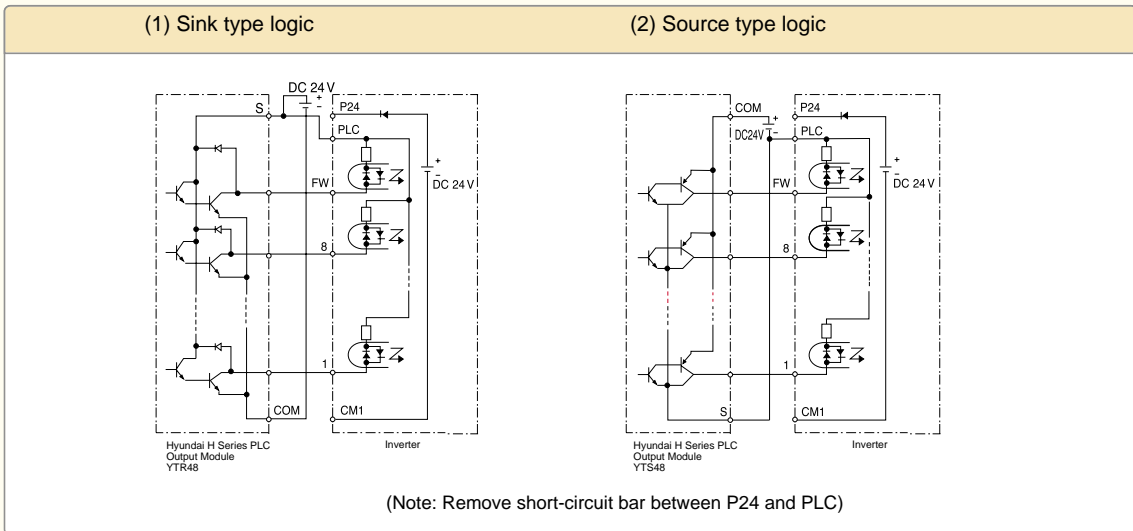 (1) Sink type logic
(2) Source type logic
DC 24 V
S
+
-
P24
PLC
+
-
DC 24 V
FW
8
1
COM
CM1
Hyundai H Series PLC
Output Module
YTR48
Inverter
COM
+
-
DC24V
P24
PLC
+
-
DC 24 V
FW
8
1
S
CM1
Hyundai H Series PLC
Output Module
YTS48
Inverter
(Note: Remove short-circuit bar between P24 and PLC)